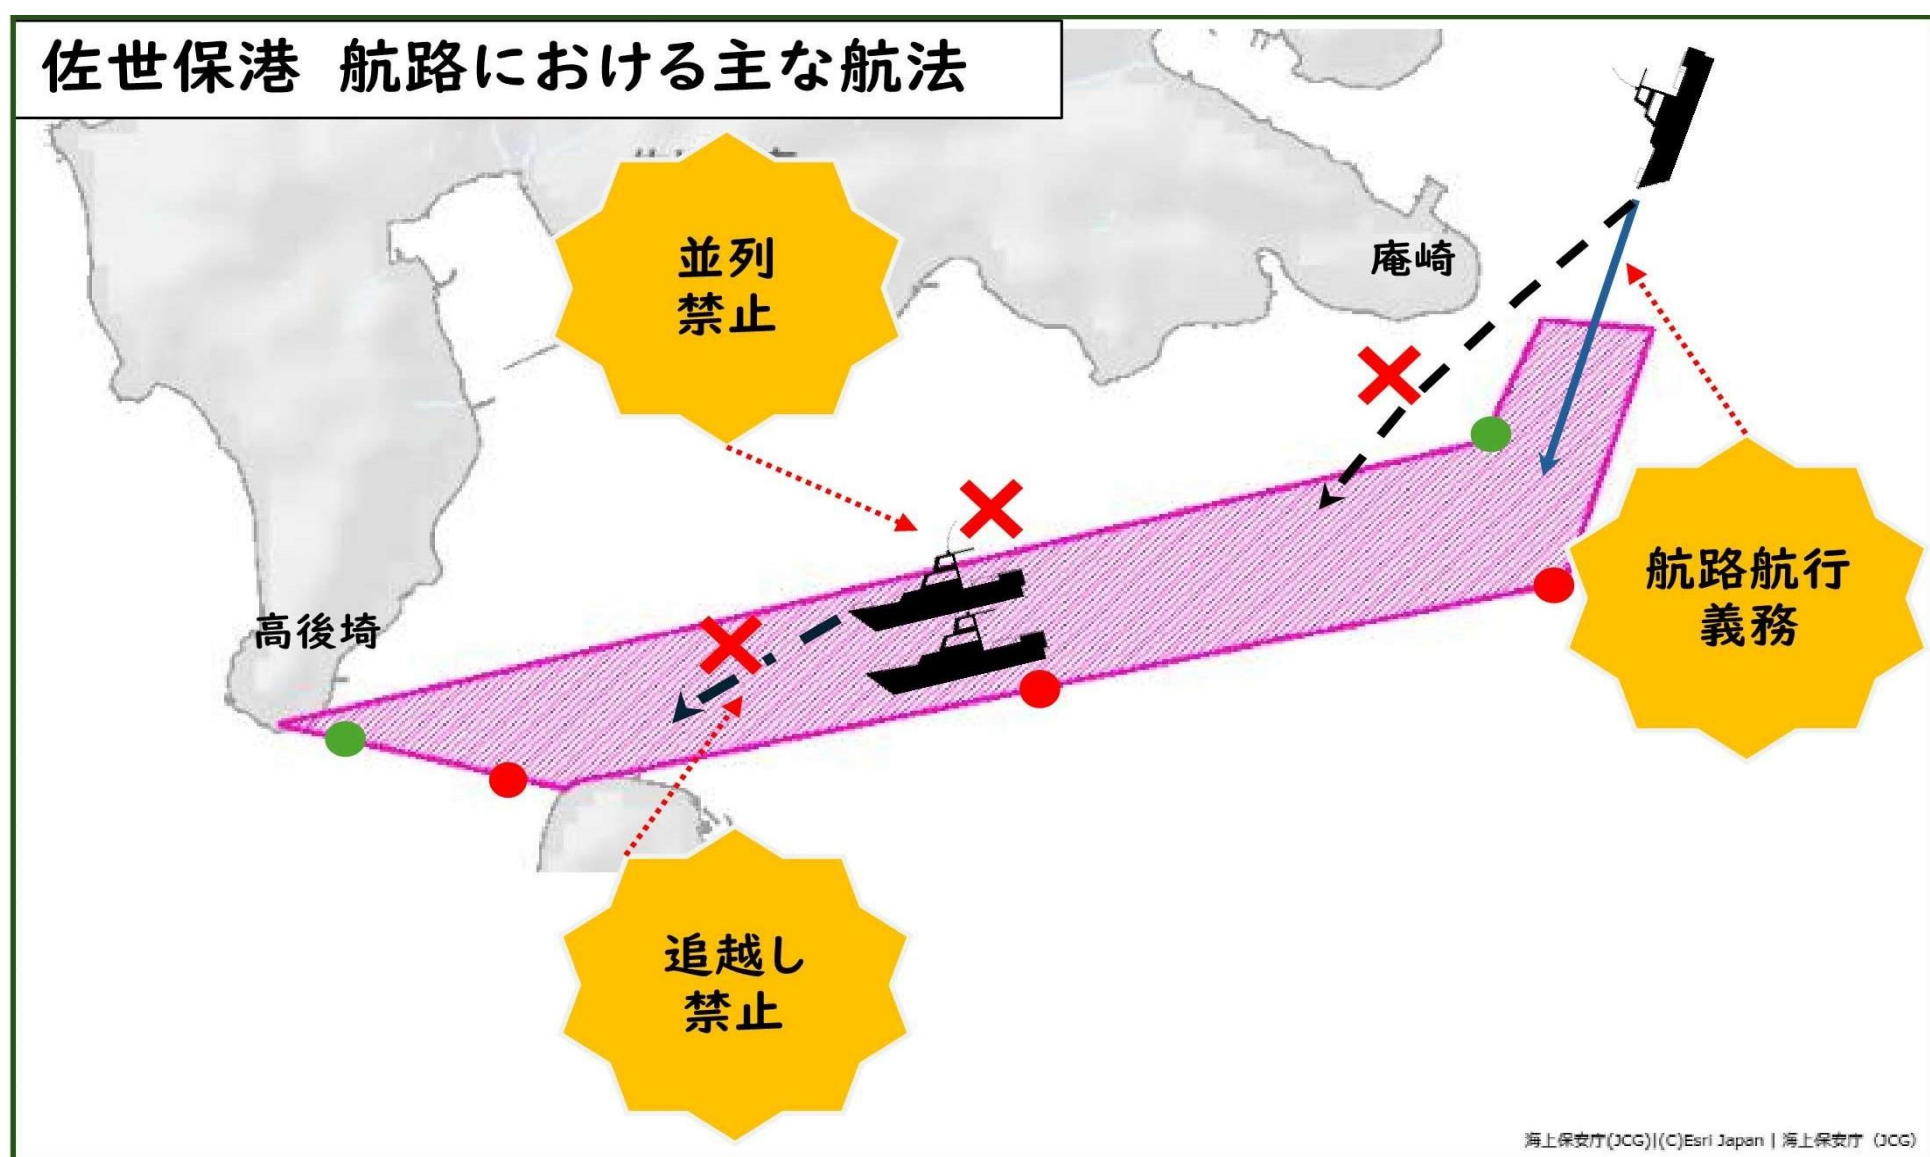 佐世保港 航路における主な航法
並列
禁止
庵崎
航路航行
義務
高後埼
追越し
禁止
海上保安庁(JCG)|(C)Esri Japan | 海上保安庁 (JCG)